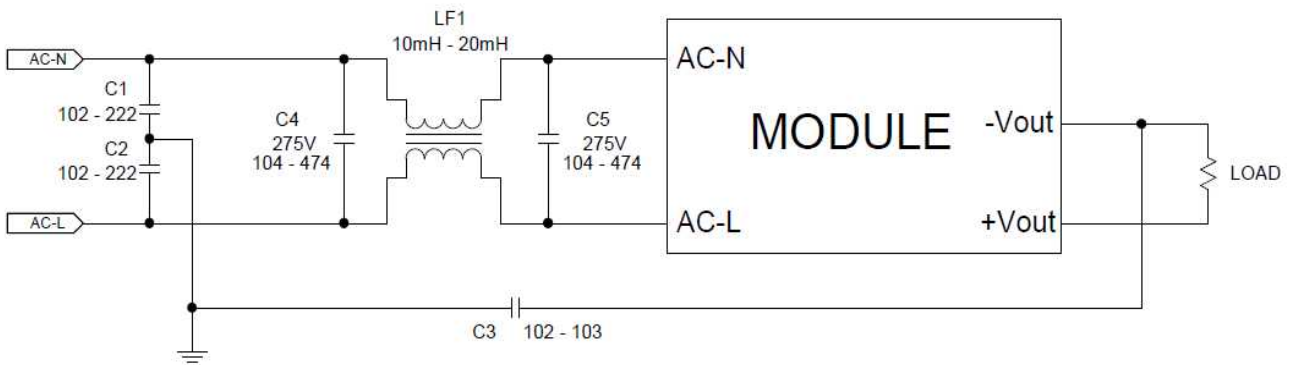 LF1
10mH - 20mH
AC-N
C1
102 - 222
C2
102 - 222
AC-L
C4
275V
104 - 474
C5
275V
104 - 474
AC-N
MODULE
AC-L
-Vout
+Vout
LOAD
C3
102 - 103